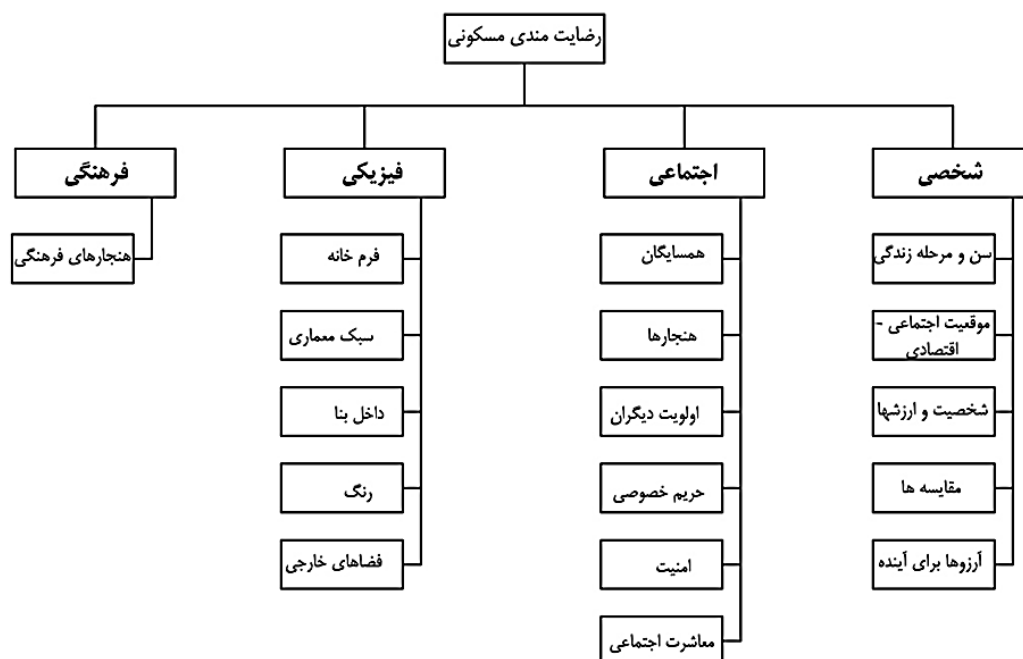 رضایت مندی مسکونی
شخصی
سن و مرحله زندگی
موقعیت اجتماعی -
اقتصادی
شخصیت و ارزشها
مقایسه ها
آرزوها برای آینده
اجتماعی
همسایگان
هنجارها
اولویت دیگران
حریم خصوصی
امنیت
معاشرت اجتماعی
فیزیکی
فرم خانه
سبک معماری
داخل بنا
رنگ
فضاهای خارجی
فرهنگی
هنجارهای فرهنگی